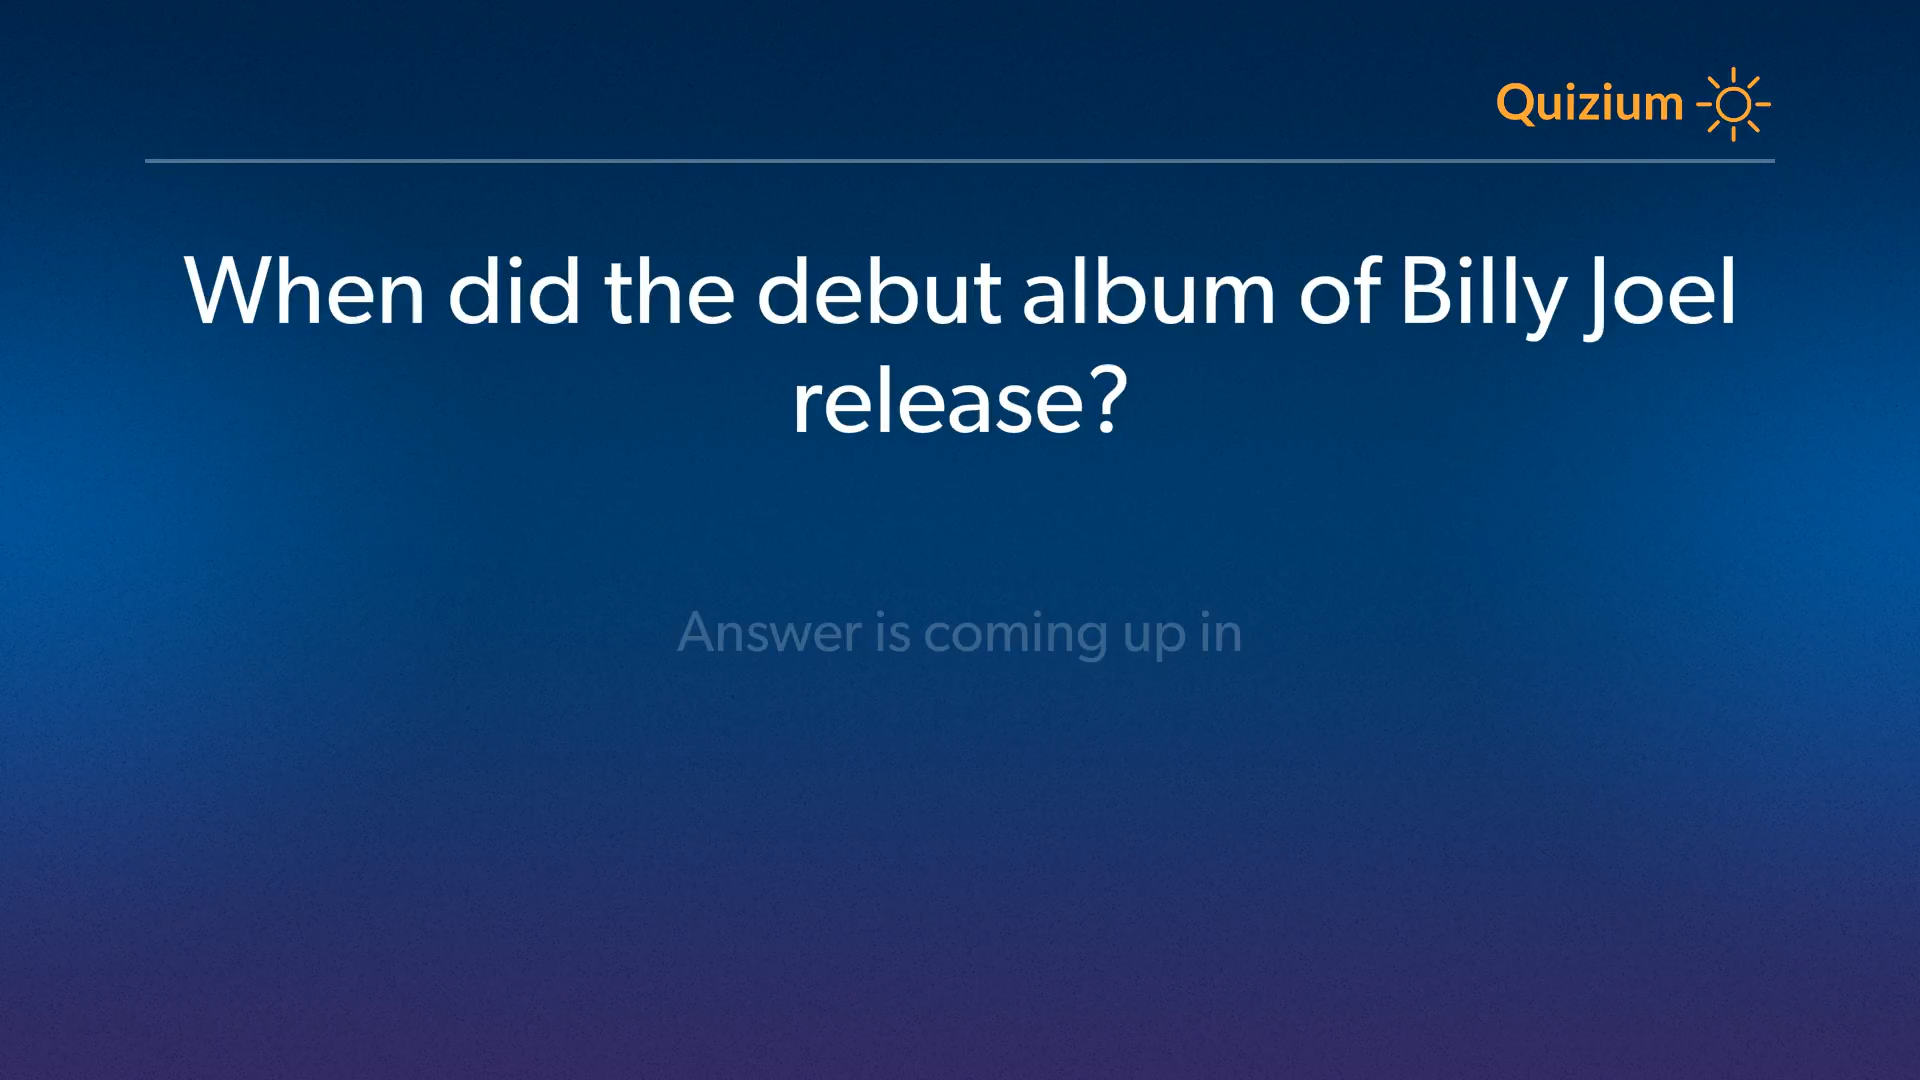 Quizium
When did the debut album of Billy Joel
release?
Answer is coming up in